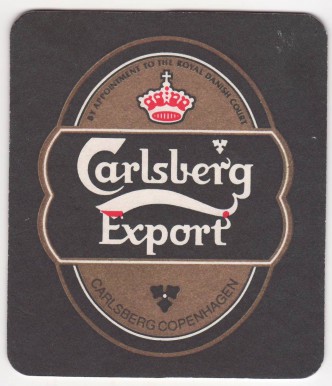 BY APPOINTMENT TO THE ROYAL DANISH COURT
Carlsberg
Export
CARLSBERG COPENHAGEN